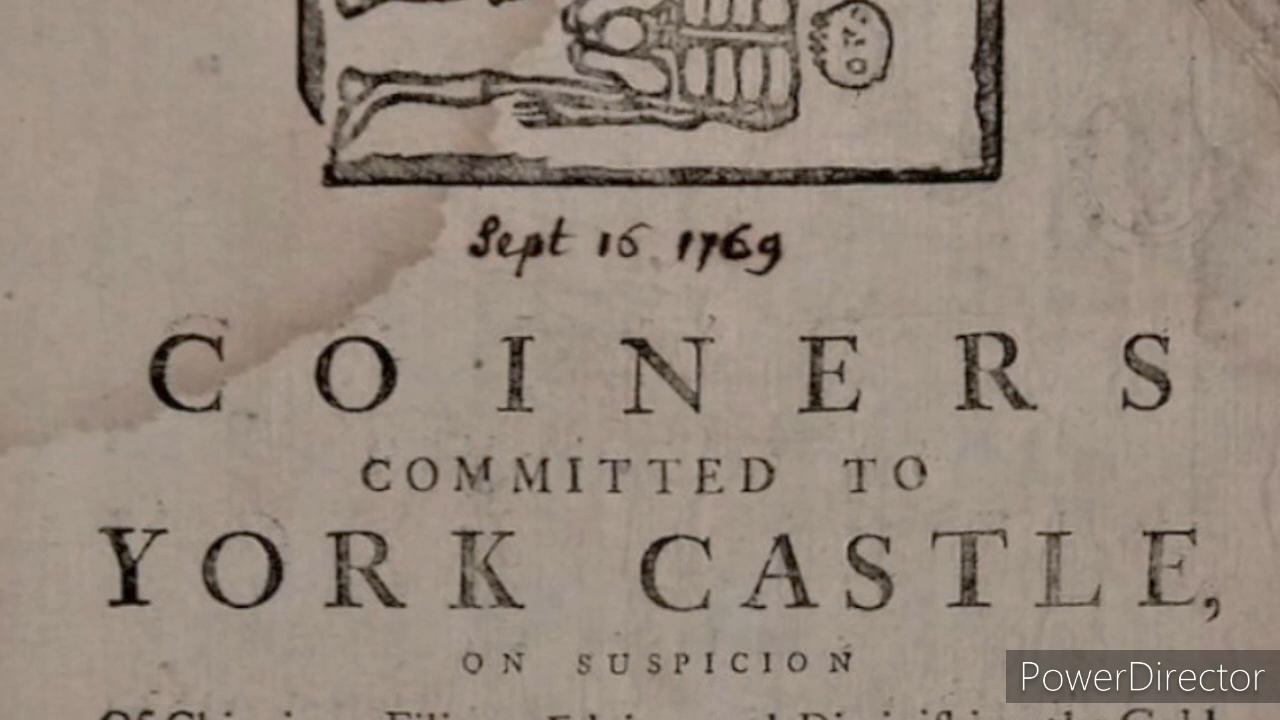 Sept 16 1769
COINERS
COMMITTED TO
YORK CASTLE,
ON SUSPICION
PowerDirector